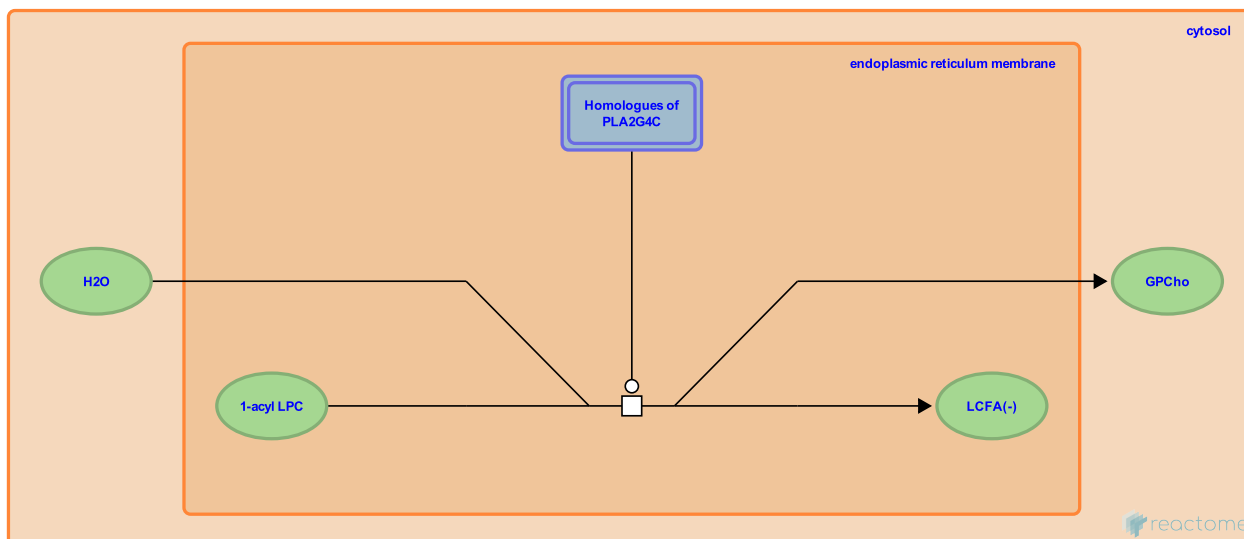 cytosol
endoplasmic reticulum membrane
Homologues of
PLA2G4C
H2O
GPCho
1-acyl LPC
LCFA(-)
reactome